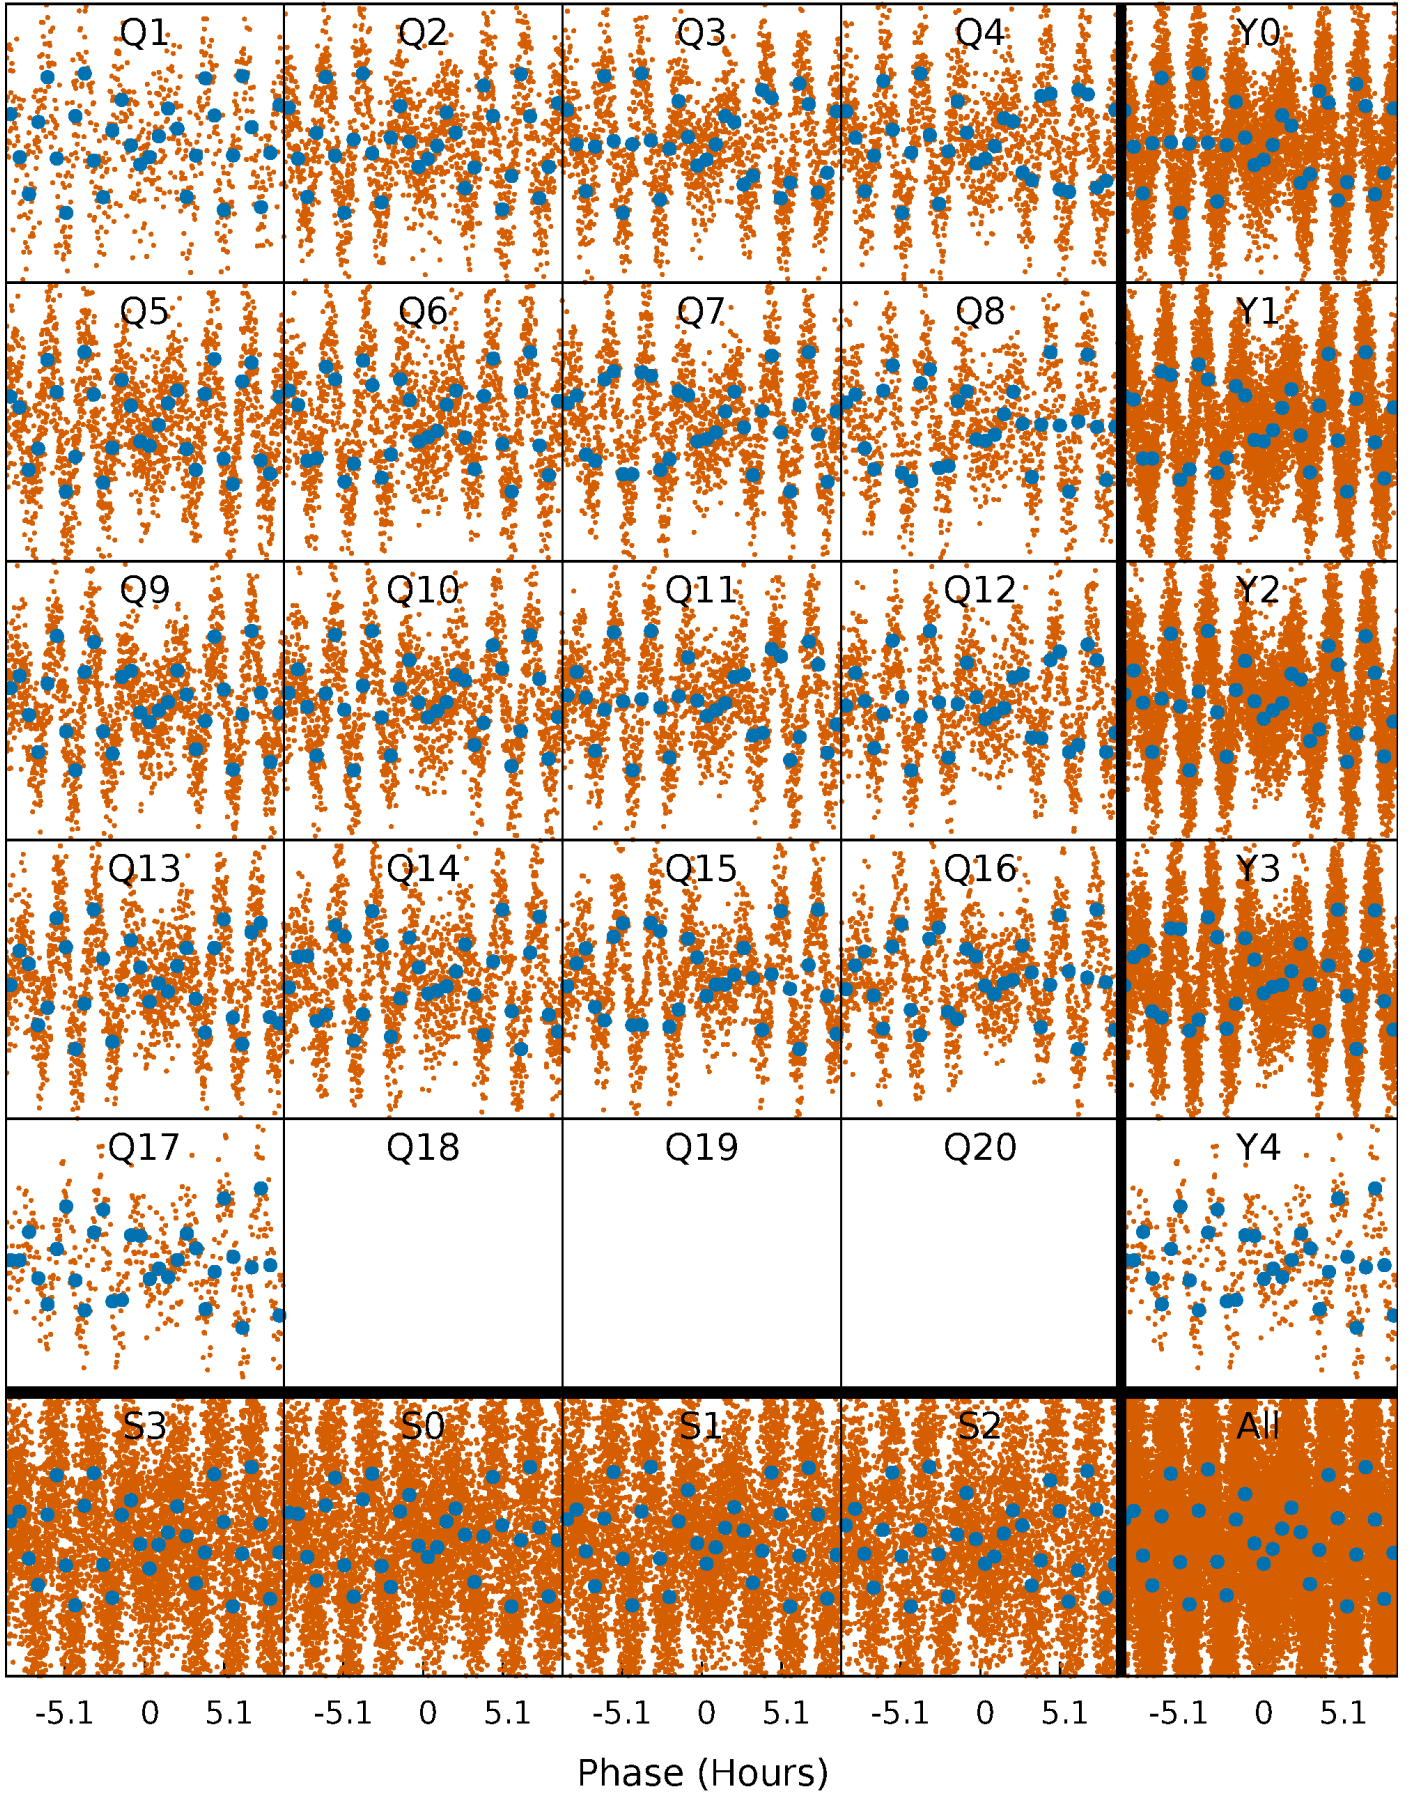 Q1 Q2 Q3 Q4 Y0
Q5 Q6 Q7 Q8 Y1
Q9 Q10 Q11 Q12 Y2
Q13 Q14 Q15 Q16 Y3
Q17 Q18 Q19 Q20 Y4
S3 S0 S1 S2 All
-5.1 0 5.1 -5.1 0 5.1 -5.1 0 5.1 -5.1 0 5.1 -5.1 0 5.1
Phase (Hours)